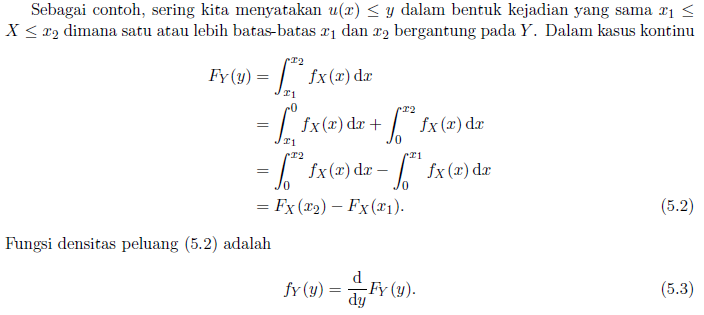 Sebagai contoh, sering kita menyatakan u(x) ≤ y dalam bentuk kejadian yang sama x₁ ≤
X ≤ x₂ dimana satu atau lebih batas-batas x₁ dan x₂ bergantung pada Y. Dalam kasus kontinu
F_Y(y) = ∫_{x₁}^{x₂} f_X(x) dx
= ∫_{x₁}^{0} f_X(x) dx + ∫_{0}^{x₂} f_X(x) dx
= ∫_{0}^{x₂} f_X(x) dx − ∫_{0}^{x₁} f_X(x) dx
= F_X(x₂) − F_X(x₁). (5.2)
Fungsi densitas peluang (5.2) adalah
f_Y(y) = d/dy F_Y(y). (5.3)